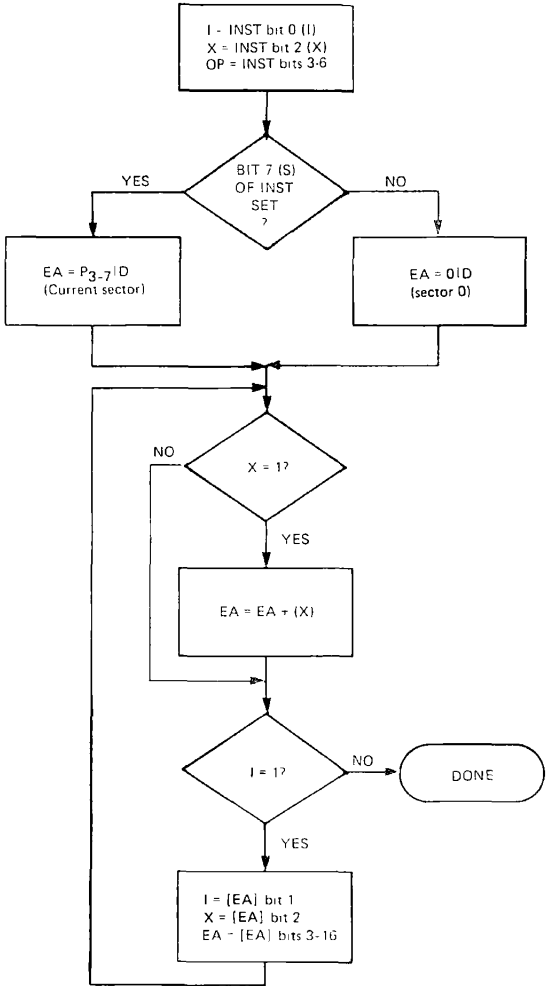 I - INST bit 0 (I)
X = INST bit 2 (X)
OP = INST bits 3-6
BIT 7 (S)
OF INST
SET
?
YES
NO
EA = P3-7|D
(Current sector)
EA = 0|D
(sector 0)
NO
X = 1?
YES
EA = EA + (X)
I = 1?
NO
DONE
YES
I = [EA] bit 1
X = [EA] bit 2
EA - [EA] bits 3-16